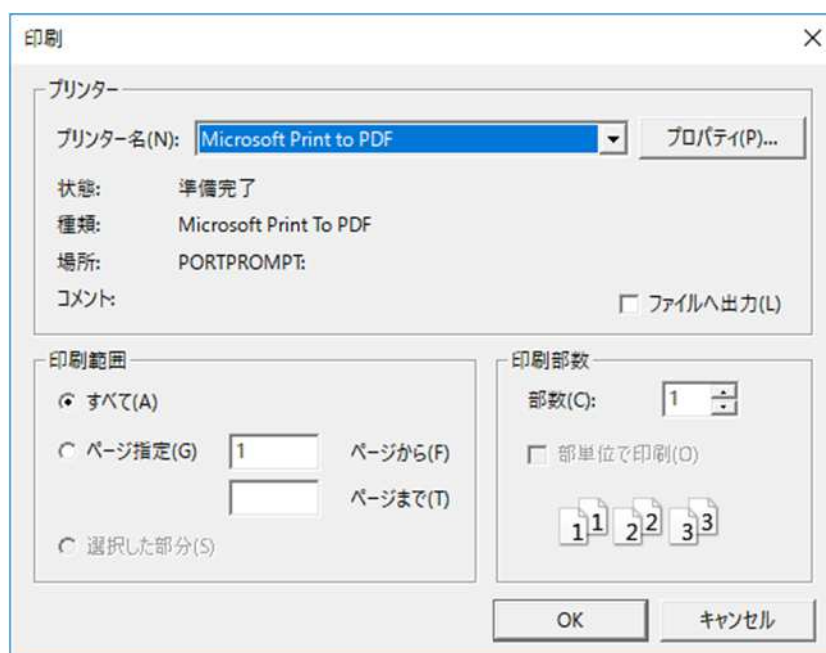 印刷
プリンター
プリンター名(N): Microsoft Print to PDF プロパティ(P)...
状態: 準備完了
種類: Microsoft Print To PDF
場所: PORTPROMPT:
コメント: ファイルへ出力(L)
印刷範囲
すべて(A)
ページ指定(G) 1 ページから(F)
ページまで(T)
選択した部分(S)
印刷部数
部数(C): 1
部単位で印刷(O)
1 1 2 2 3 3
OK キャンセル